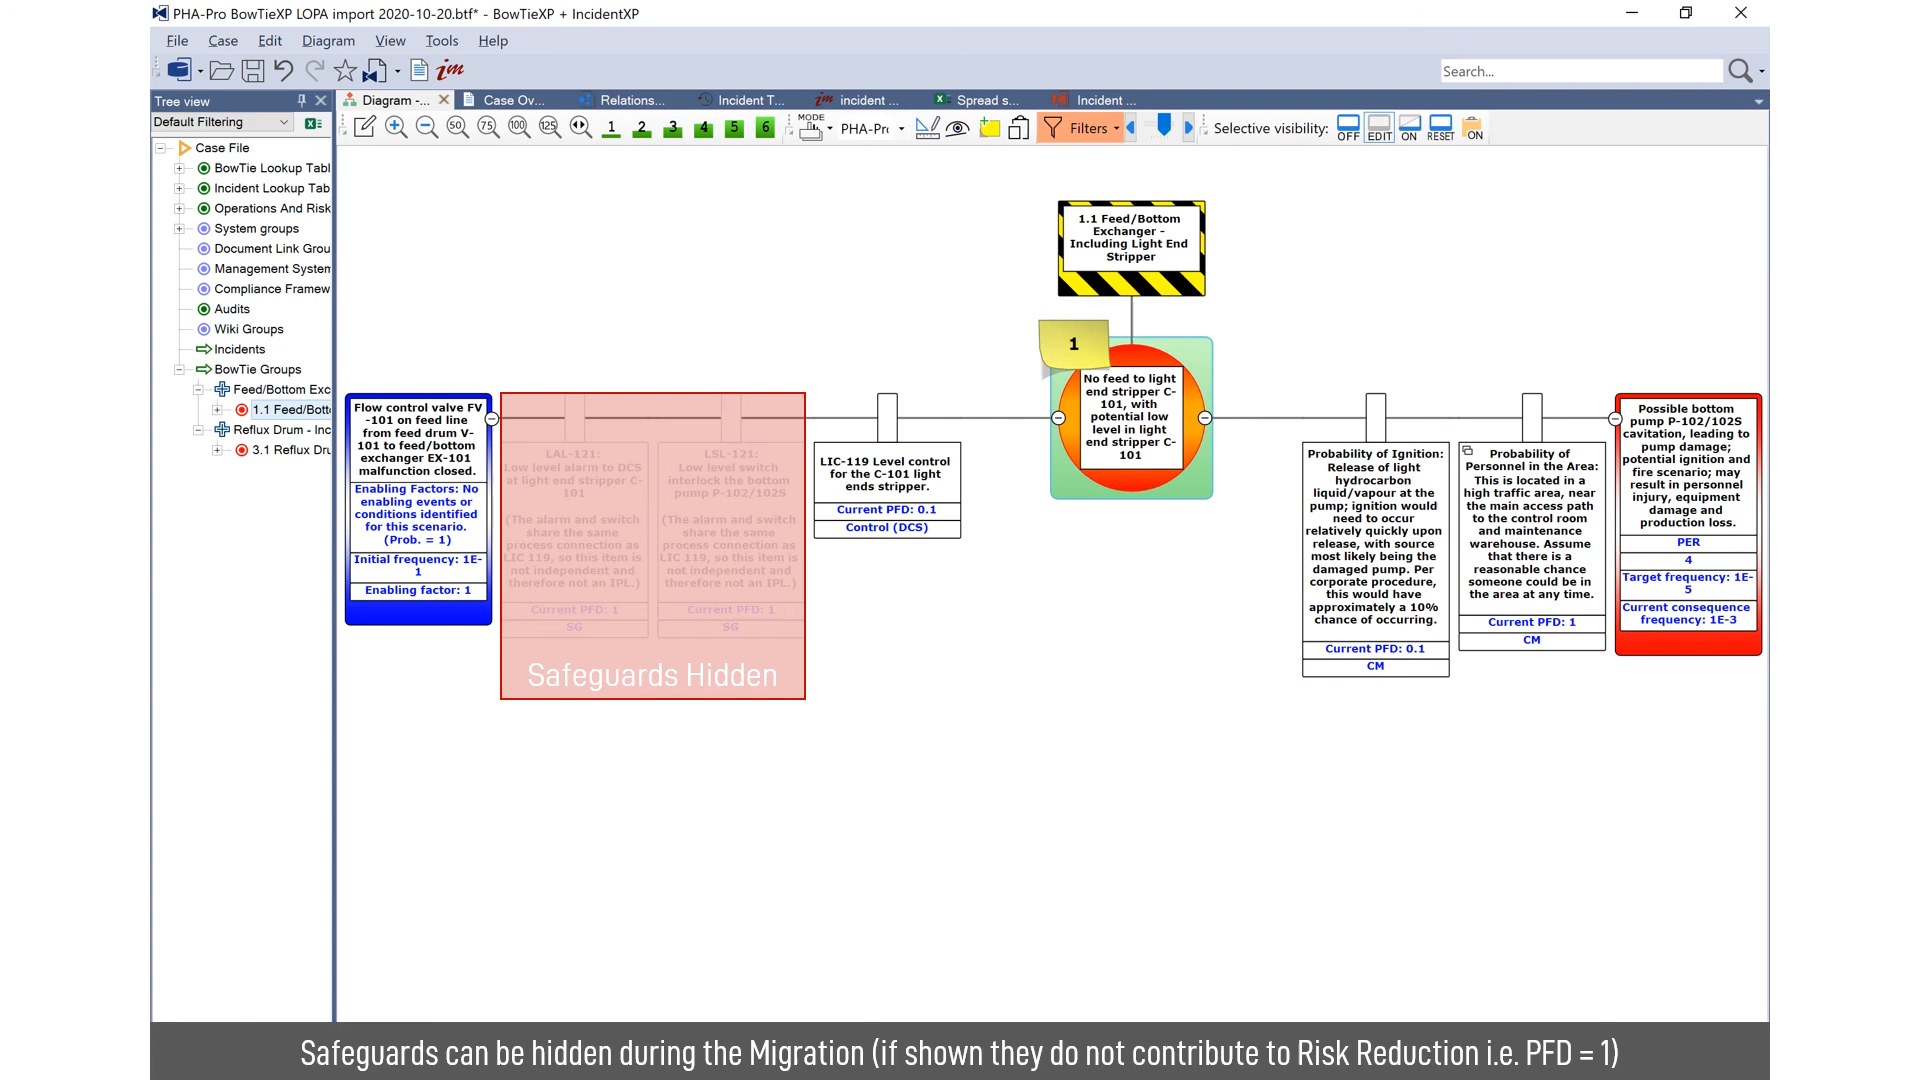 PHA-Pro BowTieXP LOPA import 2020-10-20.btf* - BowTieXP + IncidentXP
File Case Edit Diagram View Tools Help
im
Search...
Tree view
Diagram -... Case Ov... Relations... Incident T... im incident ... Spread s... Incident ...
Default Filtering
50 75 100 125 1 2 3 4 5 6 MODE PHA-Pro Filters Selective visibility: OFF EDIT ON RESET ON
Case File
BowTie Lookup Tabl
Incident Lookup Tab
Operations And Risk
System groups
Document Link Grou
Management System
Compliance Framew
Audits
Wiki Groups
Incidents
BowTie Groups
Feed/Bottom Exc
1.1 Feed/Bott
Reflux Drum - Inc
3.1 Reflux Dru
1.1 Feed/Bottom
Exchanger -
Including Light End
Stripper
1
No feed to light
end stripper C-
101, with
potential low
level in light
end stripper C-
101
Flow control valve FV
-101 on feed line
from feed drum V-
101 to feed/bottom
exchanger EX-101
malfunction closed.
Enabling Factors: No
enabling events or
conditions identified
for this scenario.
(Prob. = 1)
Initial frequency: 1E-
1
Enabling factor: 1
LAL-121:
Low level alarm to DCS
at light end stripper C-
101
(The alarm and switch
share the same
process connection as
LIC 119, so this item is
not independent and
therefore not an IPL.)
Current PFD: 1
SG
LSL-121:
Low level switch
interlock the bottom
pump P-102/102S
(The alarm and switch
share the same
process connection as
LIC 119, so this item is
not independent and
therefore not an IPL.)
Current PFD: 1
SG
Safeguards Hidden
LIC-119 Level control
for the C-101 light
ends stripper.
Current PFD: 0.1
Control (DCS)
Probability of Ignition:
Release of light
hydrocarbon
liquid/vapour at the
pump; ignition would
need to occur
relatively quickly upon
release, with source
most likely being the
damaged pump. Per
corporate procedure,
this would have
approximately a 10%
chance of occurring.
Current PFD: 0.1
CM
Probability of
Personnel in the Area:
This is located in a
high traffic area, near
the main access path
to the control room
and maintenance
warehouse. Assume
that there is a
reasonable chance
someone could be in
the area at any time.
Current PFD: 1
CM
Possible bottom
pump P-102/102S
cavitation, leading to
pump damage;
potential ignition and
fire scenario; may
result in personnel
injury, equipment
damage and
production loss.
PER
4
Target frequency: 1E-
5
Current consequence
frequency: 1E-3
Safeguards can be hidden during the Migration (if shown they do not contribute to Risk Reduction i.e. PFD = 1)